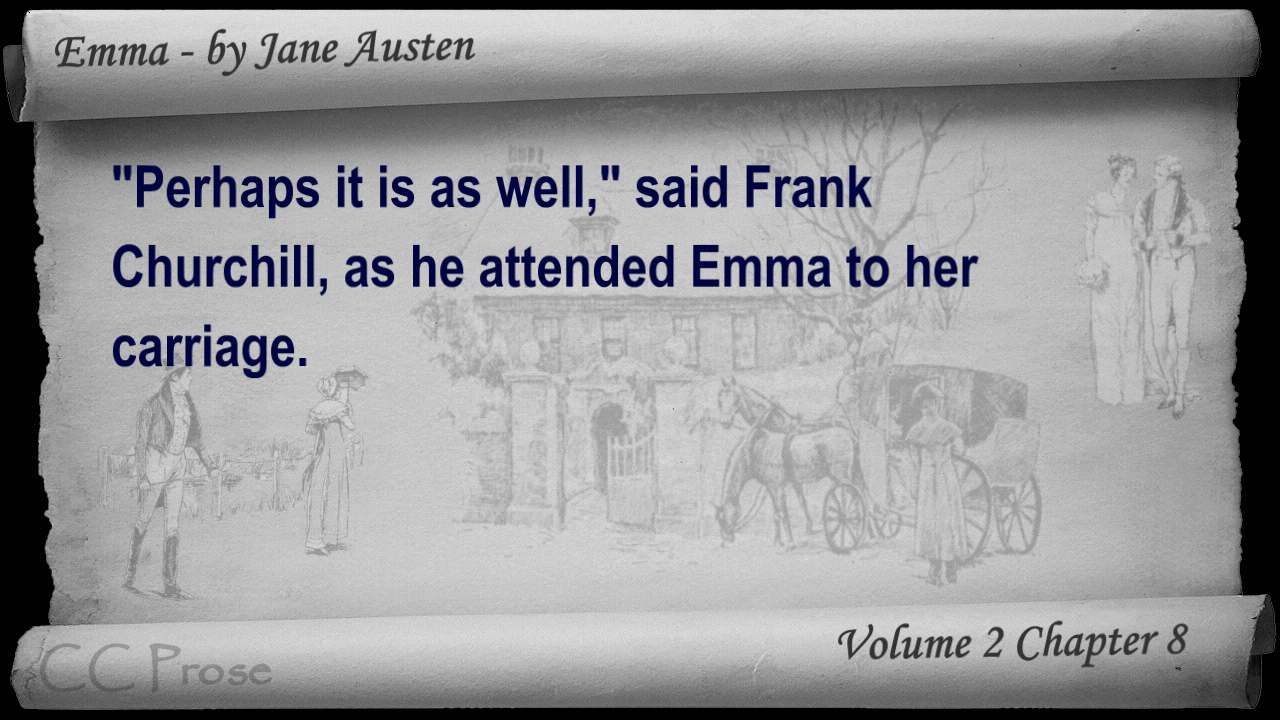 Emma - by Jane Austen
"Perhaps it is as well," said Frank
Churchill, as he attended Emma to her
carriage.
Volume 2 Chapter 8
CC Prose